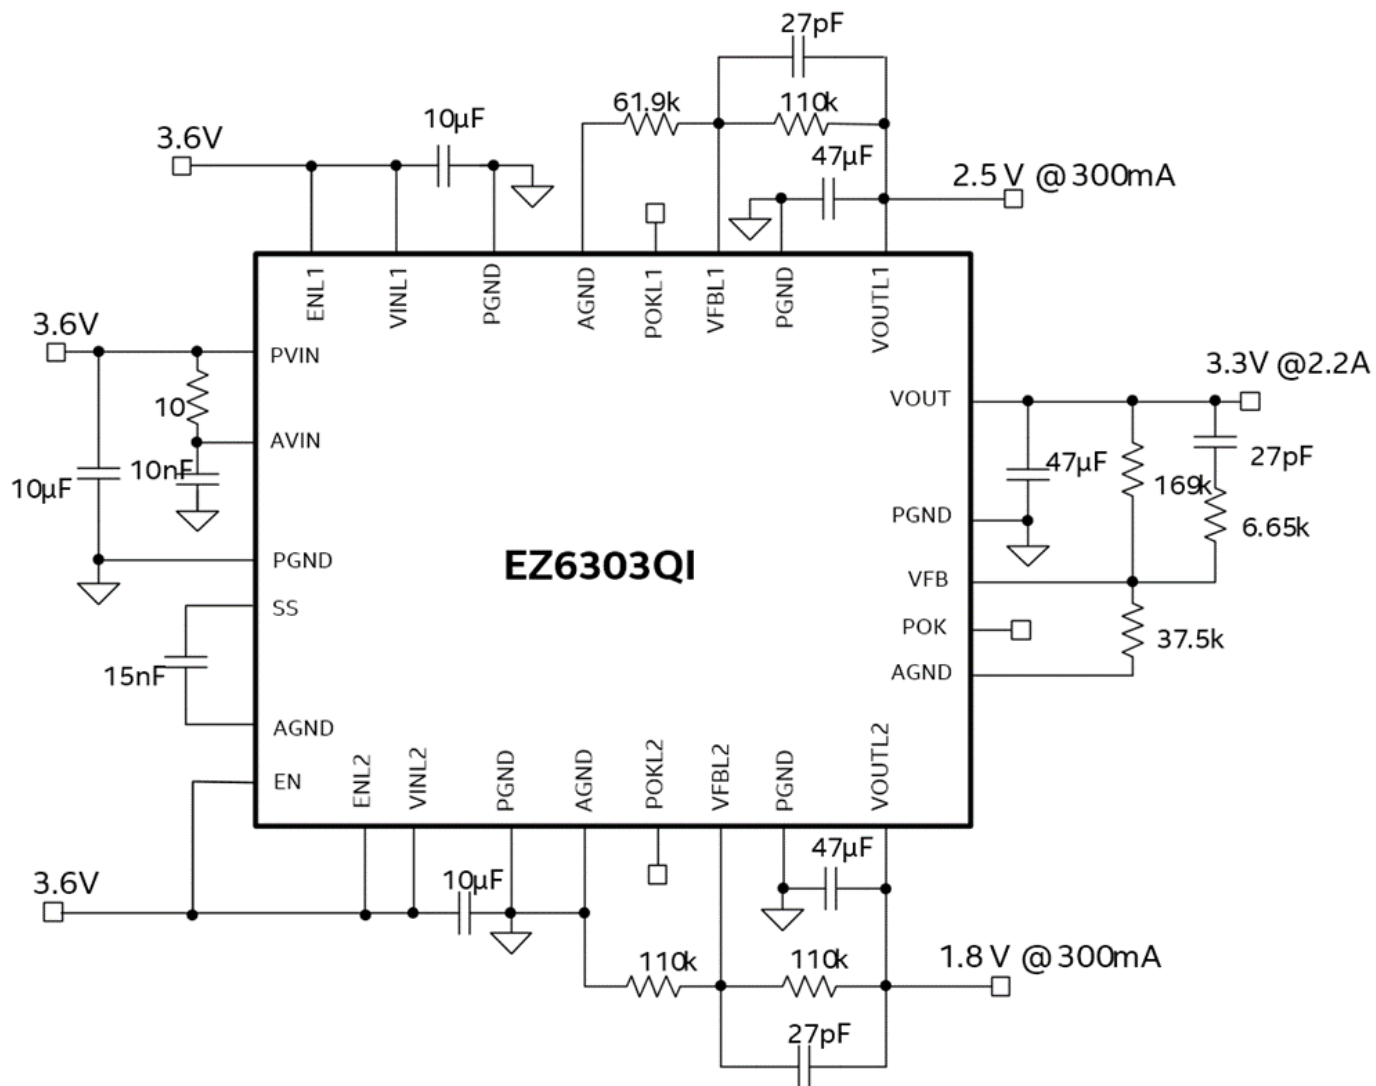 27pF
61.9k
110k
10µF
3.6V
47µF
2.5 V @ 300mA
ENL1
VINL1
PGND
AGND
POKL1
VFBL1
PGND
VOUTL1
3.6V
PVIN
3.3V @2.2A
10
VOUT
AVIN
10nF
10µF
47µF
27pF
169k
PGND
6.65k
EZ6303QI
PGND
VFB
SS
POK
37.5k
15nF
AGND
AGND
EN
ENL2
VINL2
PGND
AGND
POKL2
VFBL2
PGND
VOUTL2
47µF
3.6V
10µF
110k
110k
1.8 V @ 300mA
27pF